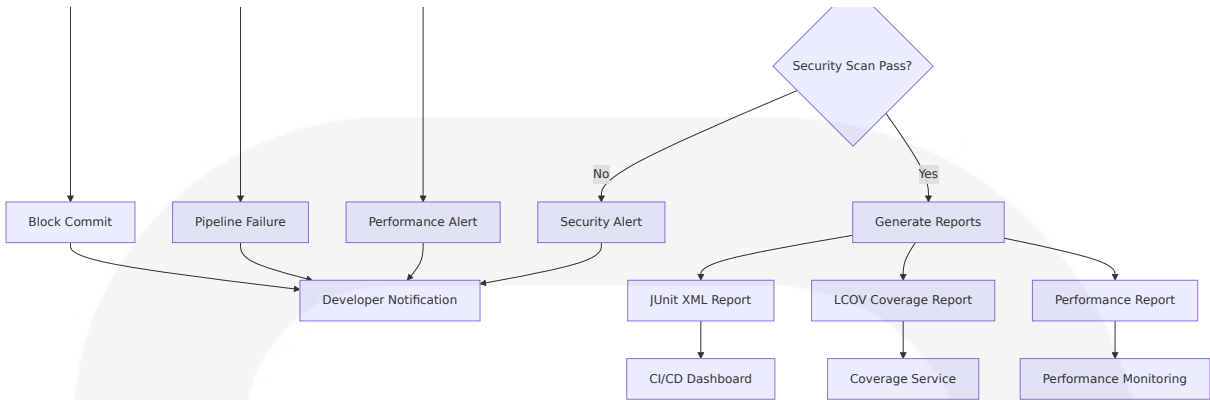 Security Scan Pass?
No
Yes
Block Commit
Pipeline Failure
Performance Alert
Security Alert
Generate Reports
Developer Notification
JUnit XML Report
LCOV Coverage Report
Performance Report
CI/CD Dashboard
Coverage Service
Performance Monitoring